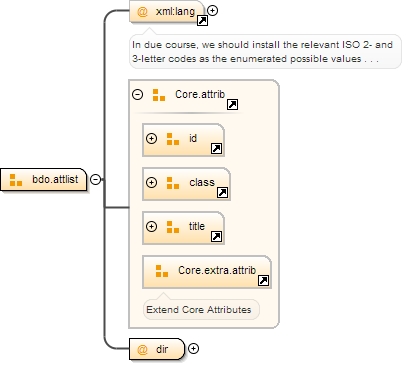 @ xml:lang
In due course, we should install the relevant ISO 2- and
3-letter codes as the enumerated possible values . . .
Core.attrib
id
class
bdo.attlist
title
Core.extra.attrib
Extend Core Attributes
@ dir